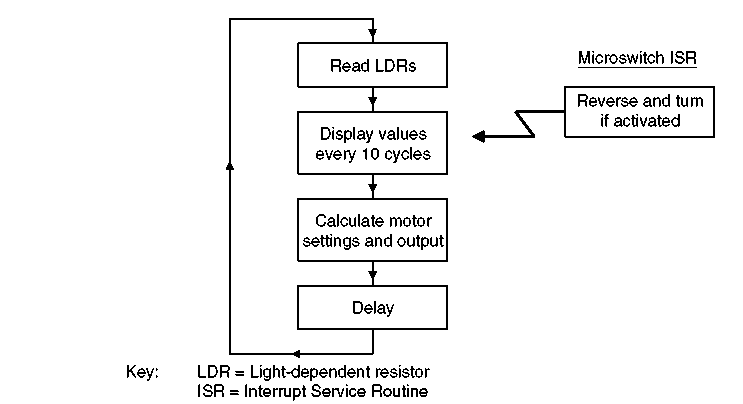 Read LDRs
Microswitch ISR
Reverse and turn
if activated
Display values
every 10 cycles
Calculate motor
settings and output
Delay
Key: LDR = Light-dependent resistor
ISR = Interrupt Service Routine